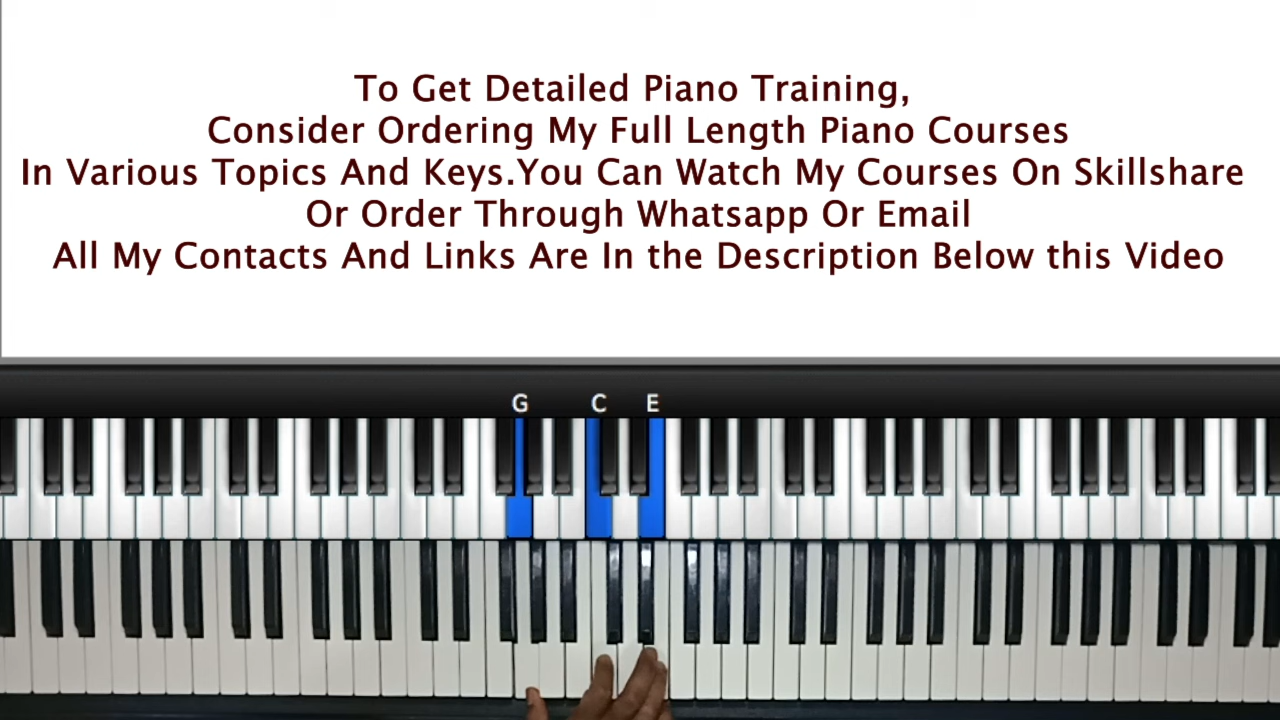 To Get Detailed Piano Training,
Consider Ordering My Full Length Piano Courses
In Various Topics And Keys.You Can Watch My Courses On Skillshare
Or Order Through Whatsapp Or Email
All My Contacts And Links Are In the Description Below this Video
G C E